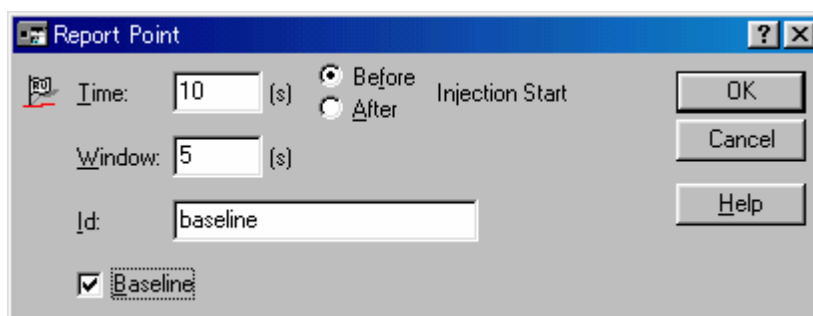 Report Point
Time: 10 (s) Before Injection Start OK
After
Cancel
Window: 5 (s)
Id: baseline Help
Baseline